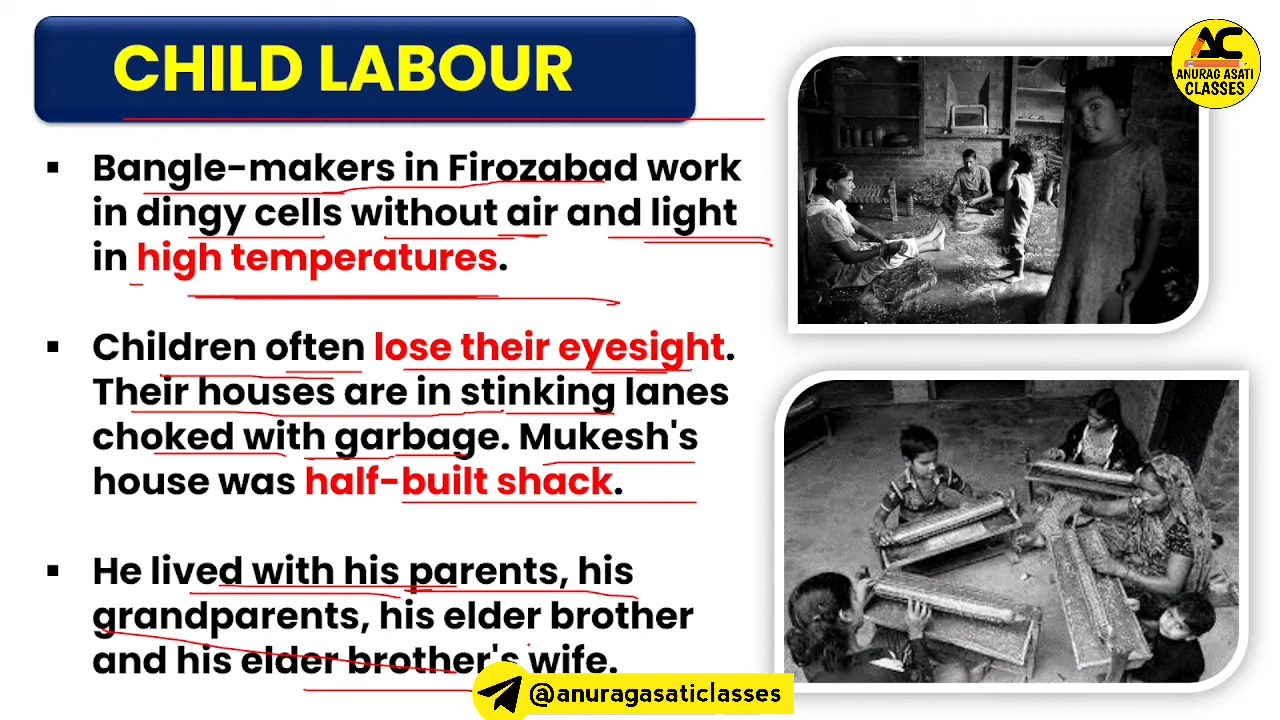 CHILD LABOUR
AC
ANURAG ASATI
CLASSES
▪ Bangle-makers in Firozabad work
in dingy cells without air and light
in high temperatures.
▪ Children often lose their eyesight.
Their houses are in stinking lanes
choked with garbage. Mukesh's
house was half-built shack.
▪ He lived with his parents, his
grandparents, his elder brother
and his elder brother's wife.
@anuragasaticlasses